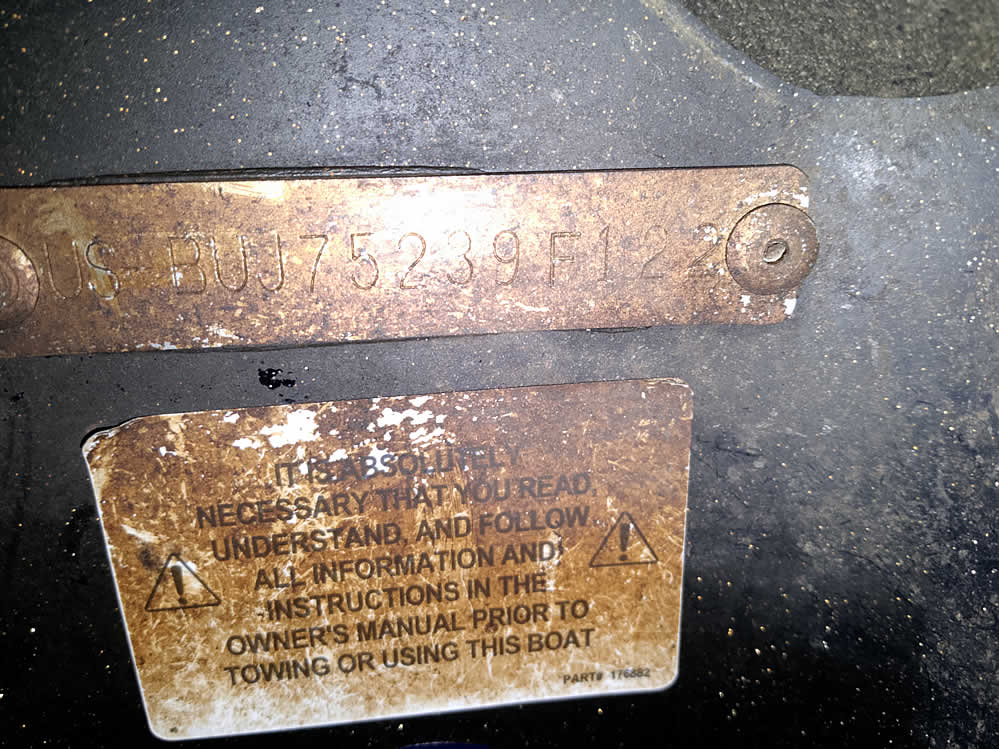 US-BUJ75239F122
IT IS ABSOLUTELY
NECESSARY THAT YOU READ,
UNDERSTAND, AND FOLLOW
ALL INFORMATION AND
INSTRUCTIONS IN THE
OWNER'S MANUAL PRIOR TO
TOWING OR USING THIS BOAT
PART# 176882